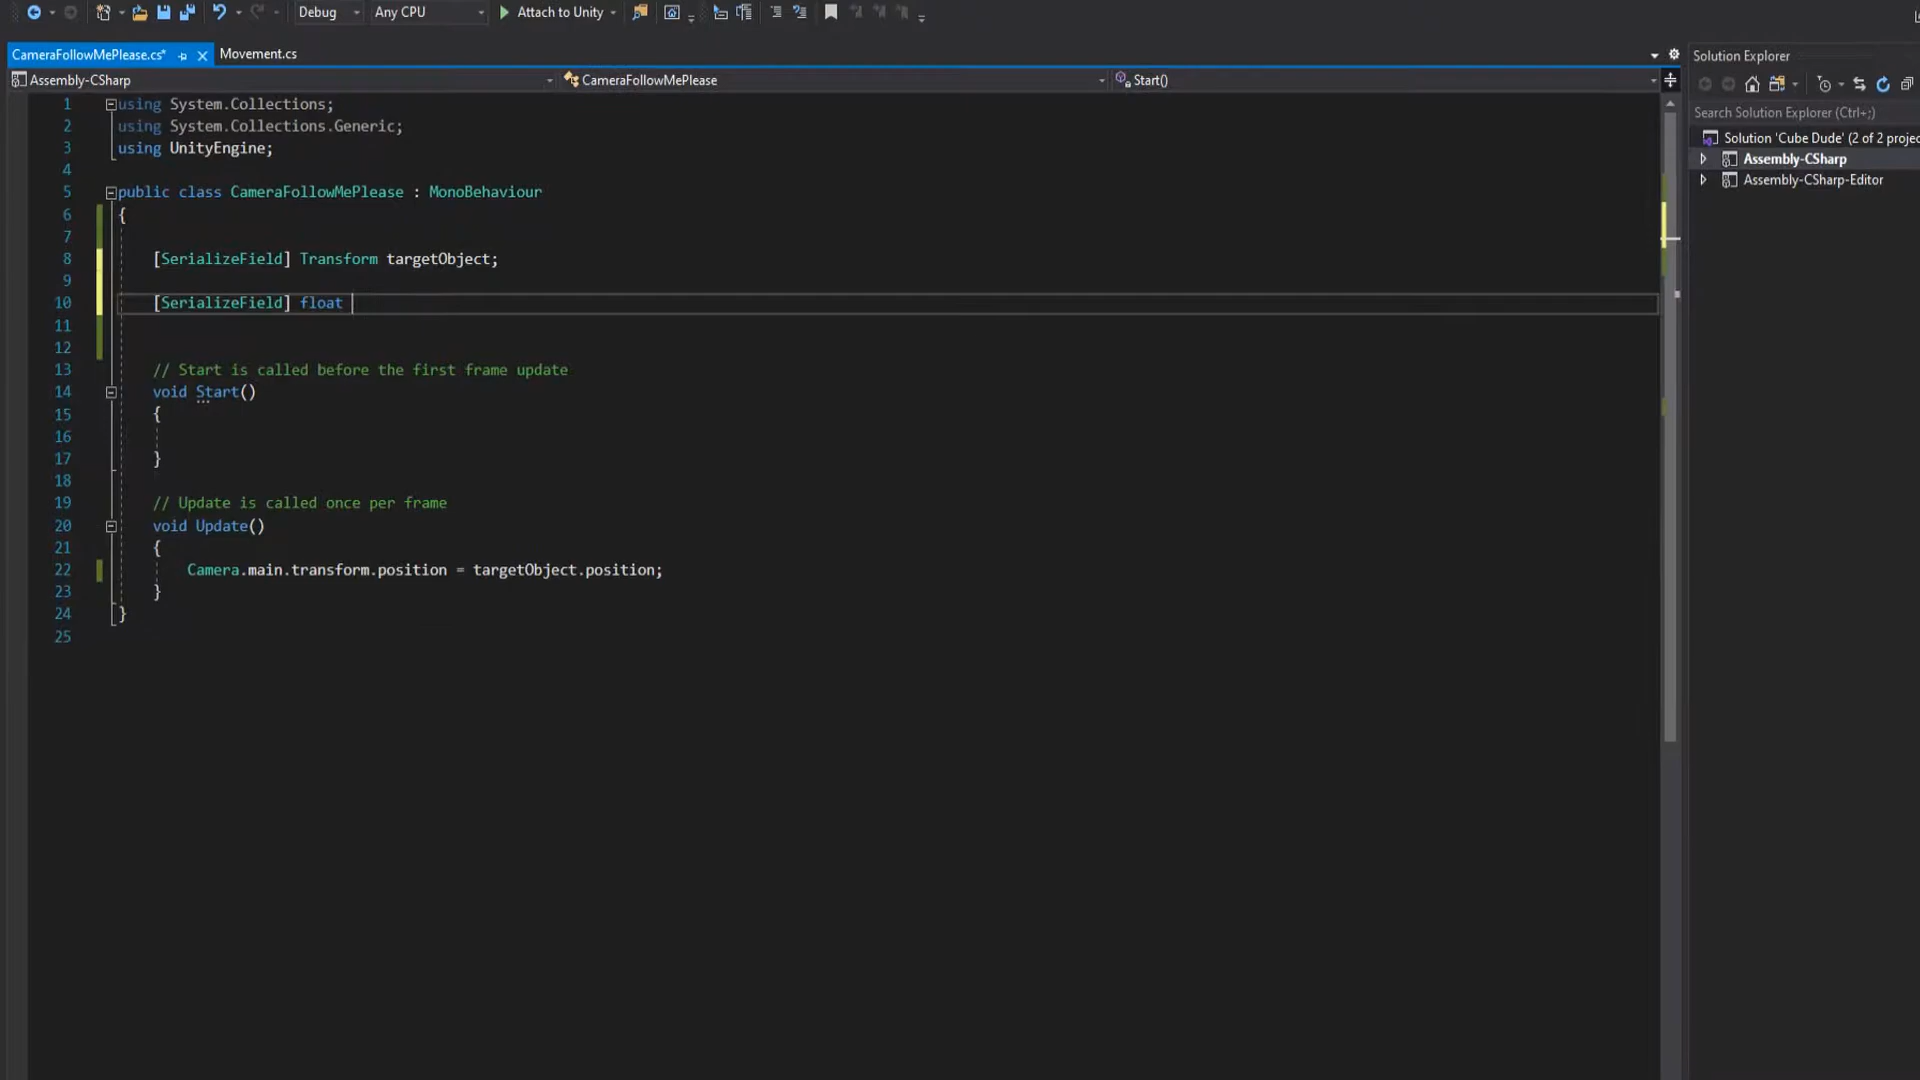 Debug Any CPU Attach to Unity
CameraFollowMePlease.cs* Movement.cs
Assembly-CSharp CameraFollowMePlease Start()
1 using System.Collections;
2 using System.Collections.Generic;
3 using UnityEngine;
4
5 public class CameraFollowMePlease : MonoBehaviour
6 {
7
8 [SerializeField] Transform targetObject;
9
10 [SerializeField] float
11
12
13 // Start is called before the first frame update
14 void Start()
15 {
16
17 }
18
19 // Update is called once per frame
20 void Update()
21 {
22 Camera.main.transform.position = targetObject.position;
23 }
24 }
25
Solution Explorer
Search Solution Explorer (Ctrl+;)
Solution 'Cube Dude' (2 of 2 projec
Assembly-CSharp
Assembly-CSharp-Editor